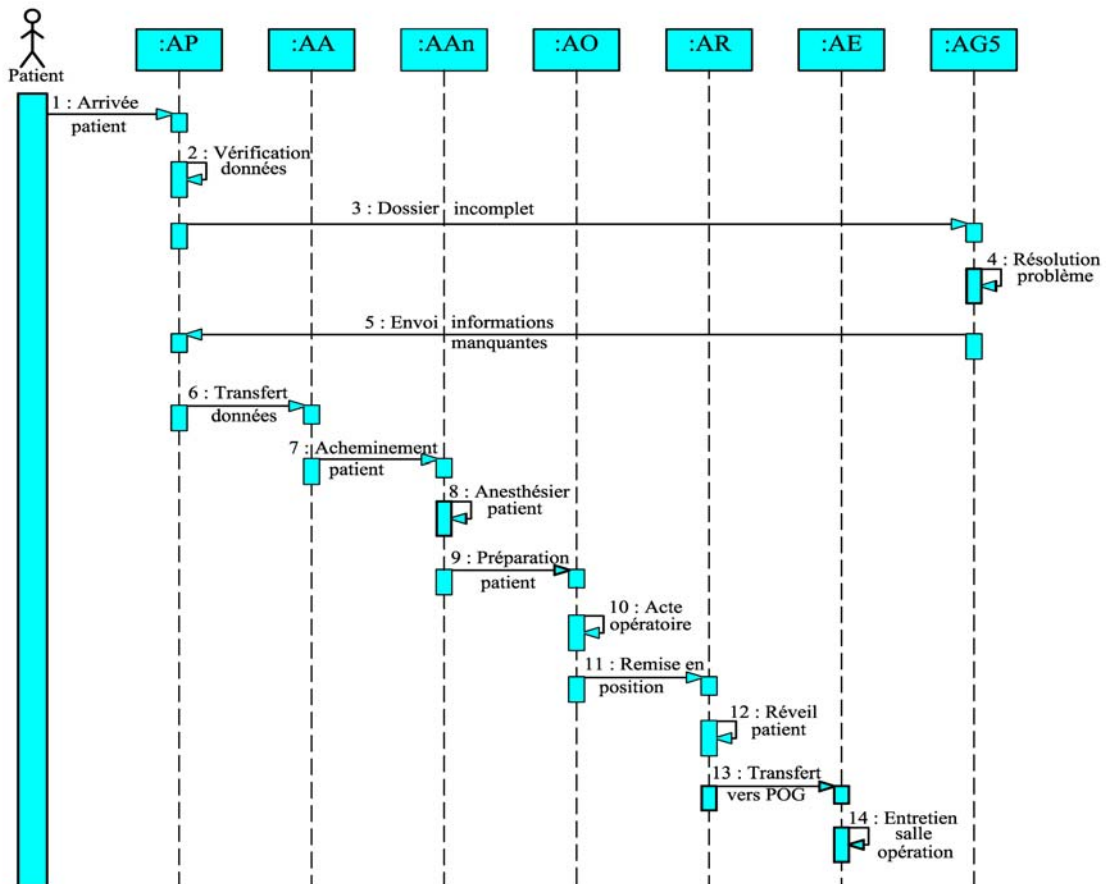 :AP
:AA
:AAn
:AO
:AR
:AE
:AG5
Patient
1 : Arrivée
patient
2 : Vérification
données
3 : Dossier incomplet
4 : Résolution
problème
5 : Envoi informations
manquantes
6 : Transfert
données
7 : Acheminement
patient
8 : Anesthésier
patient
9 : Préparation
patient
10 : Acte
opératoire
11 : Remise en
position
12 : Réveil
patient
13 : Transfert
vers POG
14 : Entretien
salle
opération